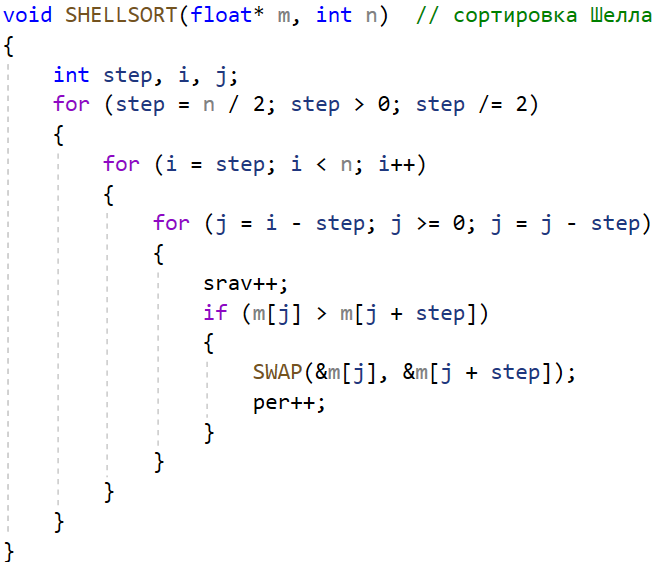 void SHELLSORT(float* m, int n)  // сортировка Шелла
{
    int step, i, j;
    for (step = n / 2; step > 0; step /= 2)
    {
        for (i = step; i < n; i++)
        {
            for (j = i - step; j >= 0; j = j - step)
            {
                srav++;
                if (m[j] > m[j + step])
                {
                    SWAP(&m[j], &m[j + step]);
                    per++;
                }
            }
        }
    }
}